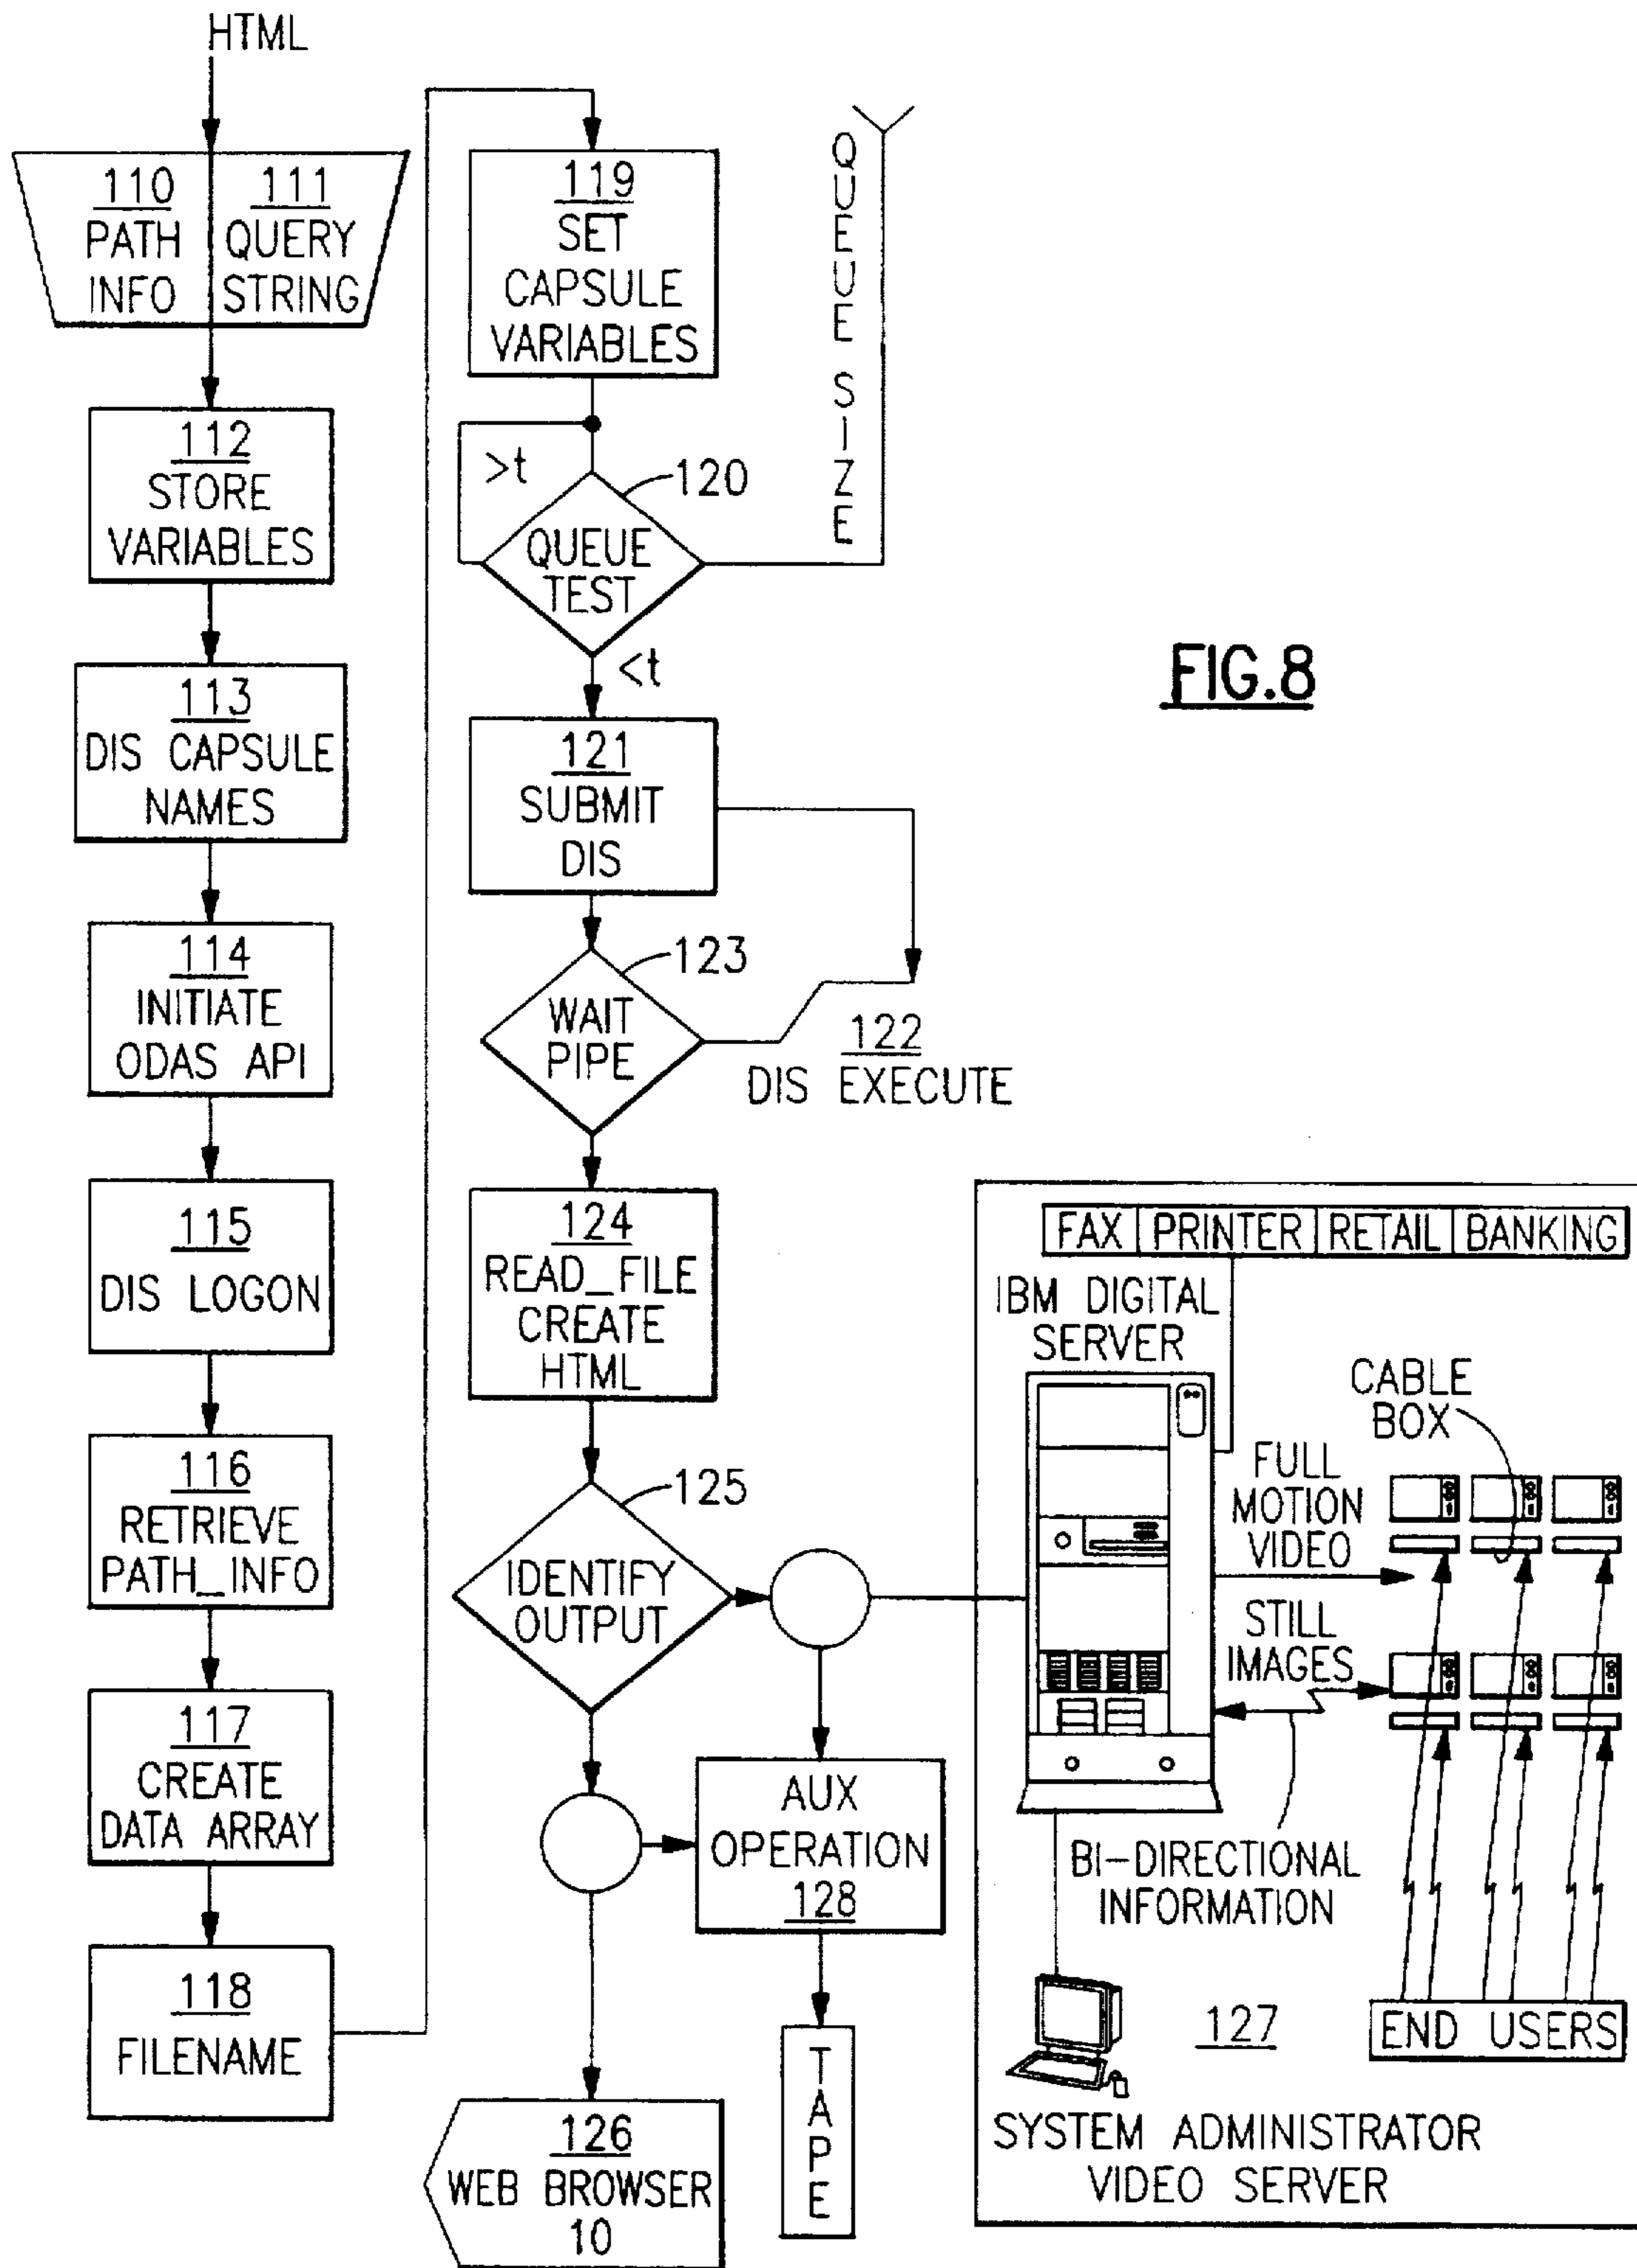 HTML
110
PATH
INFO
111
QUERY
STRING
112
STORE
VARIABLES
113
DIS CAPSULE
NAMES
114
INITIATE
ODAS API
115
DIS LOGON
116
RETRIEVE
PATH_INFO
117
CREATE
DATA ARRAY
118
FILENAME
119
SET
CAPSULE
VARIABLES
QUEUE SIZE
>t
120
QUEUE
TEST
<t
121
SUBMIT
DIS
123
WAIT
PIPE
122
DIS EXECUTE
124
READ_FILE
CREATE
HTML
125
IDENTIFY
OUTPUT
AUX
OPERATION
128
TAPE
126
WEB BROWSER
10
FIG.8
FAX PRINTER RETAIL BANKING
IBM DIGITAL
SERVER
CABLE
BOX
FULL
MOTION
VIDEO
STILL
IMAGES
BI-DIRECTIONAL
INFORMATION
127
END USERS
SYSTEM ADMINISTRATOR
VIDEO SERVER